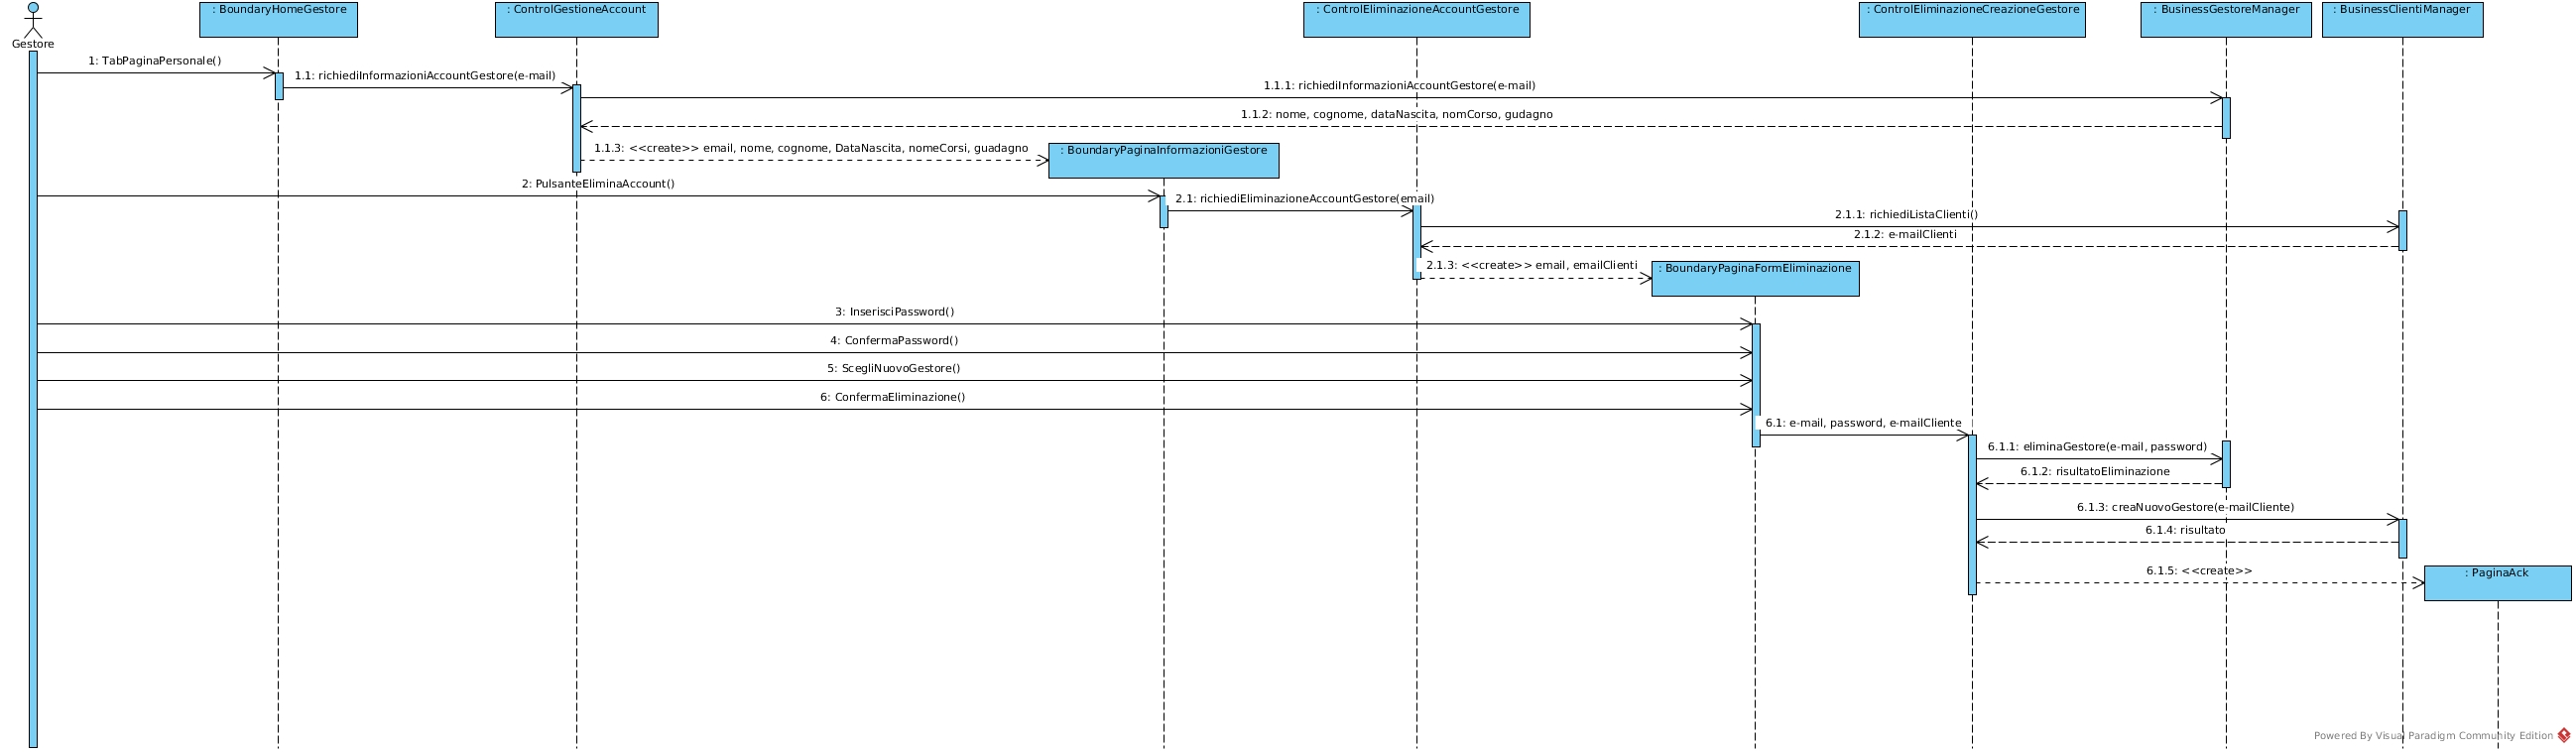 : BoundaryHomeGestore
: ControlGestioneAccount
: ControlEliminazioneAccountGestore
: ControlEliminazioneCreazioneGestore
: BusinessGestoreManager
: BusinessClientiManager
Gestore
1: TabPaginaPersonale()
1.1: richiediInformazioniAccountGestore(e-mail)
1.1.1: richiediInformazioniAccountGestore(e-mail)
1.1.2: nome, cognome, dataNascita, nomCorso, gudagno
1.1.3: <<create>> email, nome, cognome, DataNascita, nomeCorsi, guadagno
: BoundaryPaginaInformazioniGestore
2: PulsanteEliminaAccount()
2.1: richiediEliminazioneAccountGestore(email)
2.1.1: richiediListaClienti()
2.1.2: e-mailClienti
2.1.3: <<create>> email, emailClienti
: BoundaryPaginaFormEliminazione
3: InserisciPassword()
4: ConfermaPassword()
5: ScegliNuovoGestore()
6: ConfermaEliminazione()
6.1: e-mail, password, e-mailCliente
6.1.1: eliminaGestore(e-mail, password)
6.1.2: risultatoEliminazione
6.1.3: creaNuovoGestore(e-mailCliente)
6.1.4: risultato
6.1.5: <<create>>
: PaginaAck
Powered By Visual Paradigm Community Edition